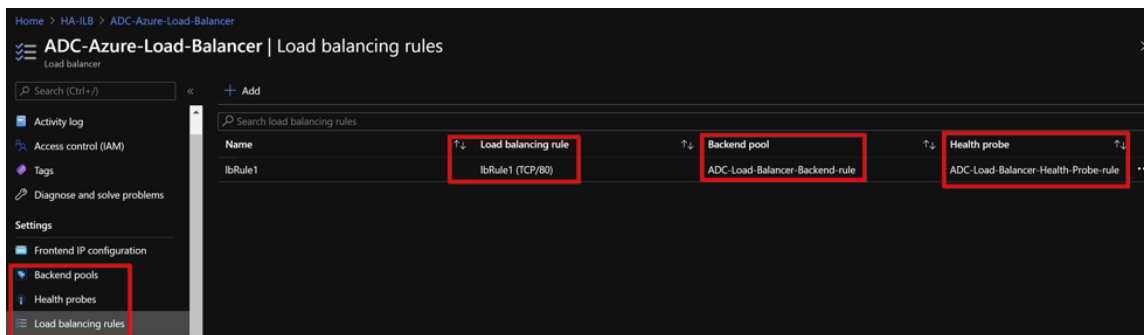 Home > HA-ILB > ADC-Azure-Load-Balancer
ADC-Azure-Load-Balancer | Load balancing rules
Load balancer
Search (Ctrl+/)
«
Activity log
Access control (IAM)
Tags
Diagnose and solve problems
Settings
Frontend IP configuration
Backend pools
Health probes
Load balancing rules
+ Add
Search load balancing rules
Name ↑↓ Load balancing rule ↑↓ Backend pool ↑↓ Health probe ↑↓
lbRule1 lbRule1 (TCP/80) ADC-Load-Balancer-Backend-rule ADC-Load-Balancer-Health-Probe-rule ...